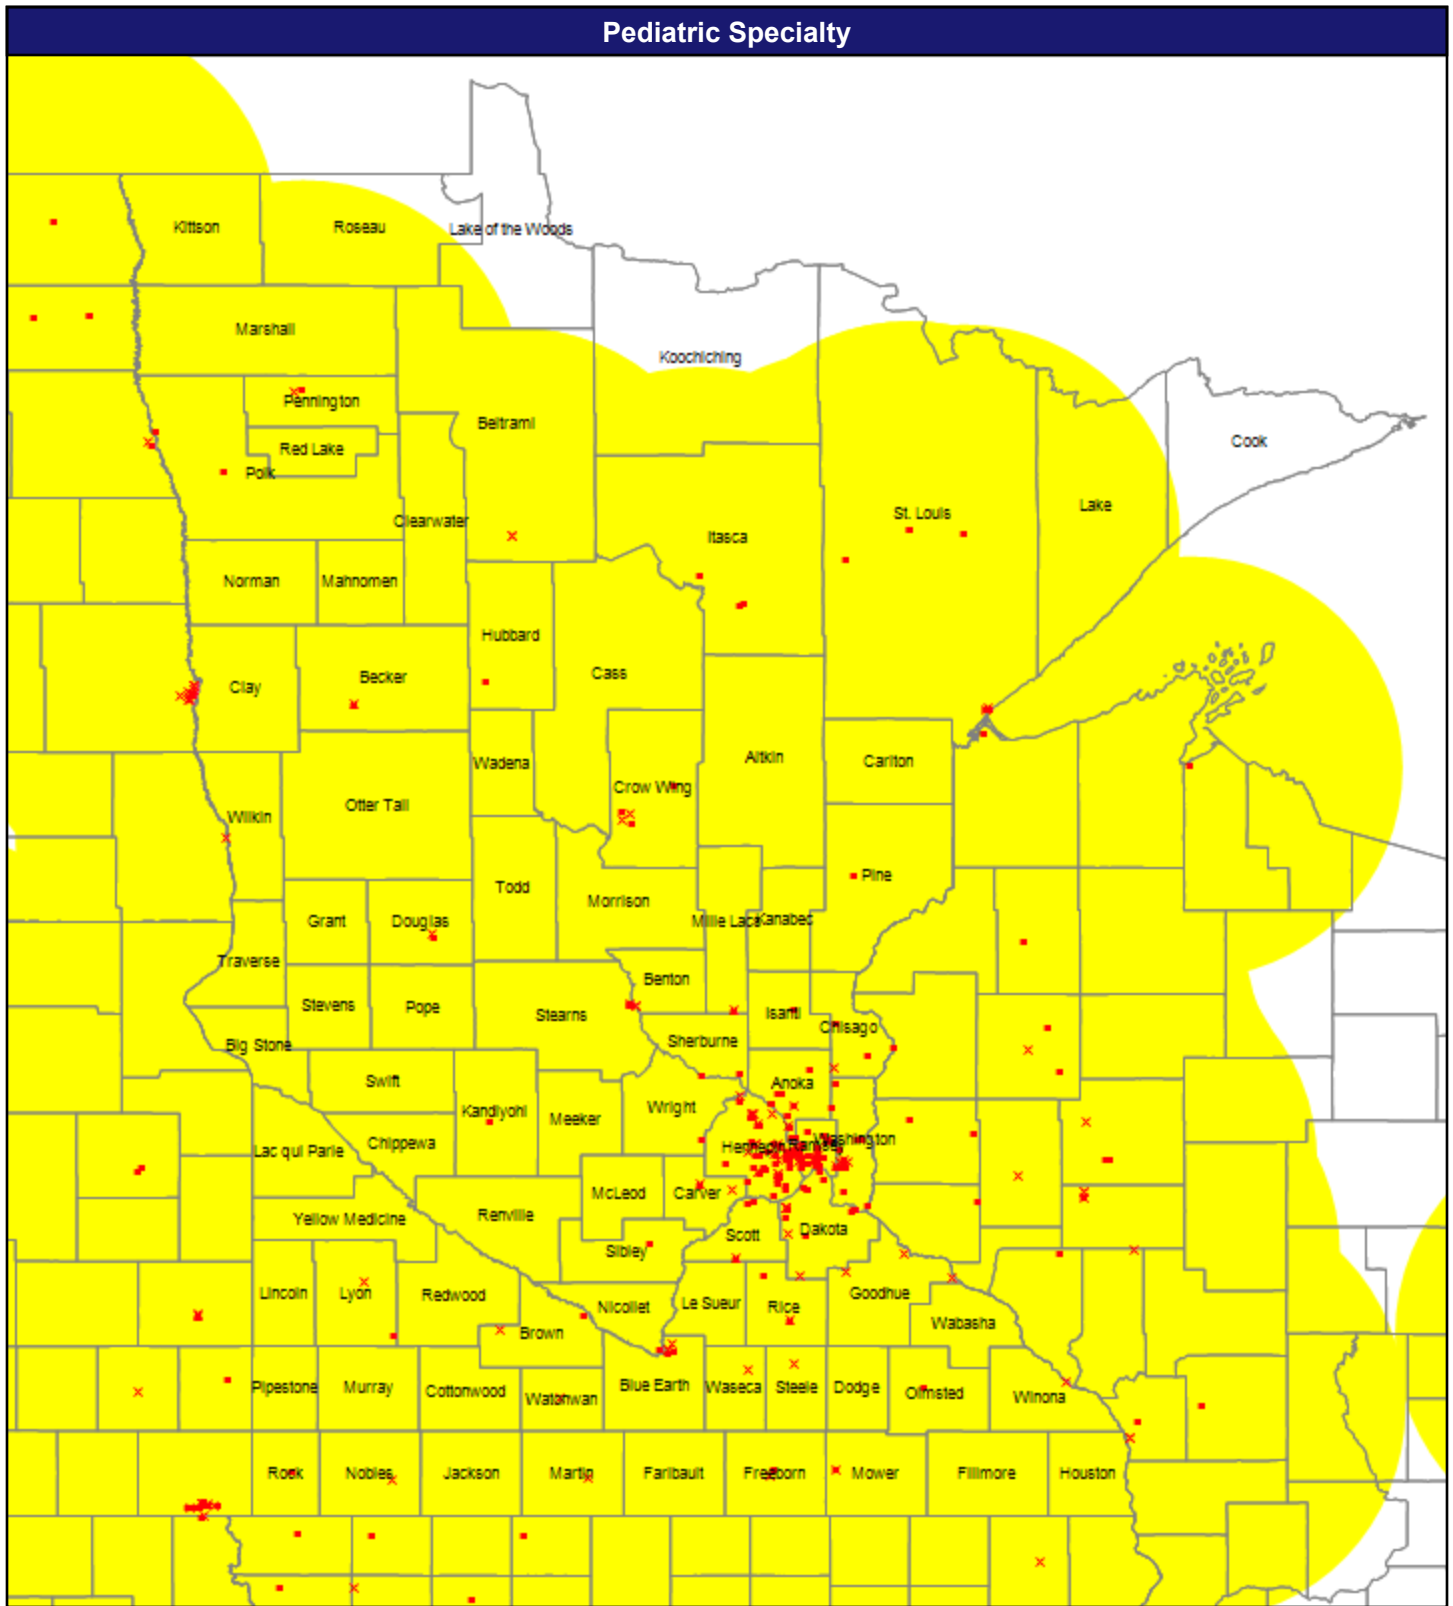 Pediatric Specialty
Kittson
Roseau
Lake of the Woods
Marshall
Koochiching
Pennington
Beltrami
Cook
Red Lake
Polk
Lake
St. Louis
Clearwater
Itasca
Norman
Mahnomen
Hubbard
Cass
Becker
Clay
Aitkin
Carlton
Wadena
Crow Wing
Otter Tail
Wilkin
Pine
Todd
Morrison
Grant
Douglas
Mille Lacs
Kanabec
Traverse
Benton
Stevens
Pope
Stearns
Isanti
Chisago
Sherburne
Big Stone
Swift
Anoka
Kandiyohi
Meeker
Wright
Chippewa
Hennepin
Ramsey
Washington
Lac qui Parle
McLeod
Carver
Renville
Yellow Medicine
Scott
Dakota
Sibley
Lincoln
Lyon
Redwood
Goodhue
Nicollet
Le Sueur
Rice
Wabasha
Brown
Pipestone
Murray
Cottonwood
Watonwan
Blue Earth
Waseca
Steele
Dodge
Olmsted
Winona
Rock
Nobles
Jackson
Martin
Faribault
Freeborn
Mower
Fillmore
Houston